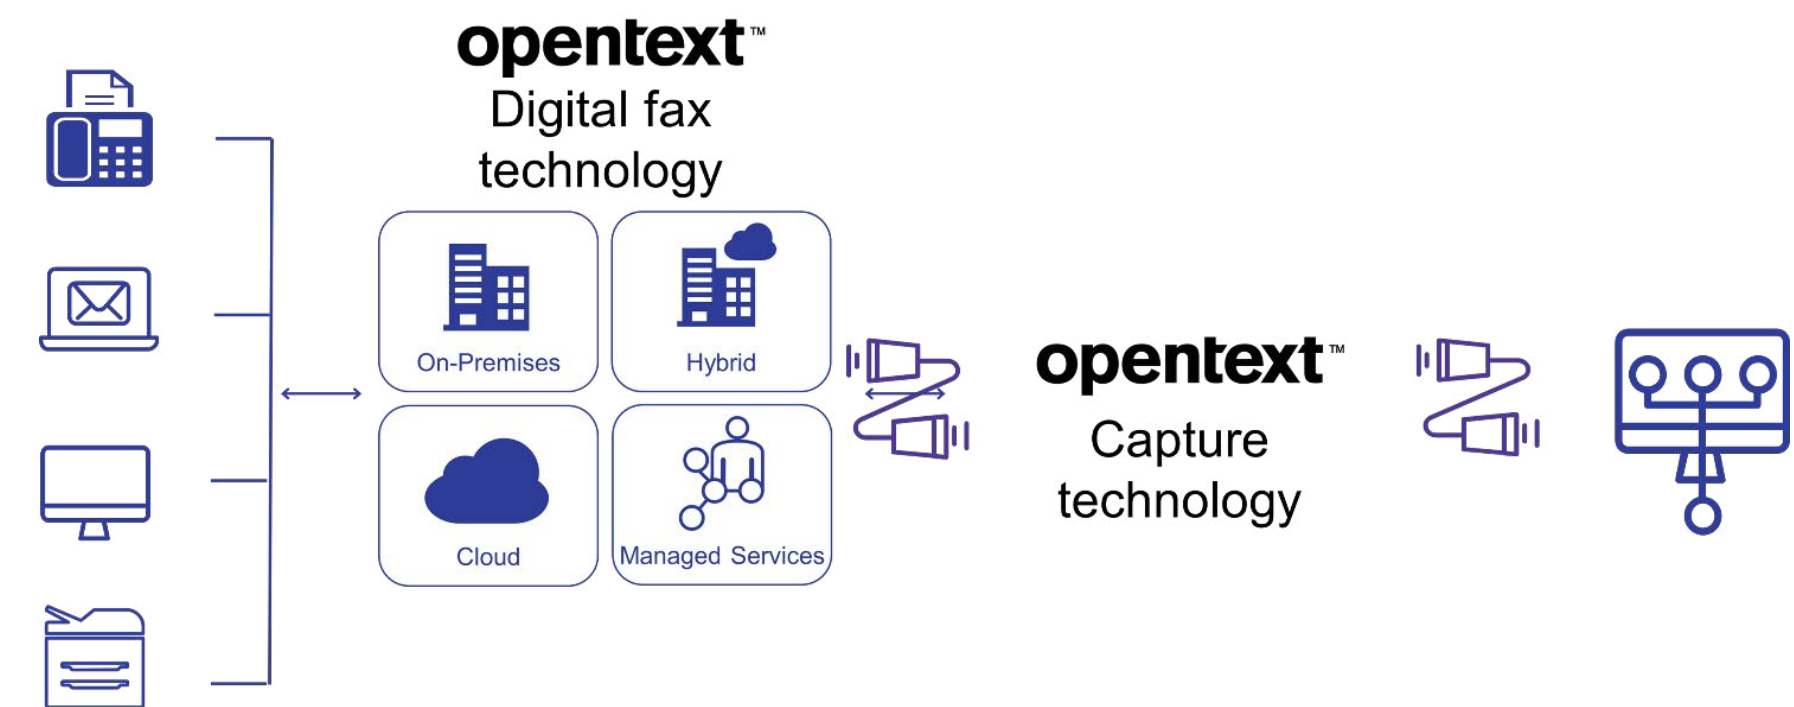 opentext™
Digital fax
technology
On-Premises
Hybrid
Cloud
Managed Services
opentext™
Capture
technology